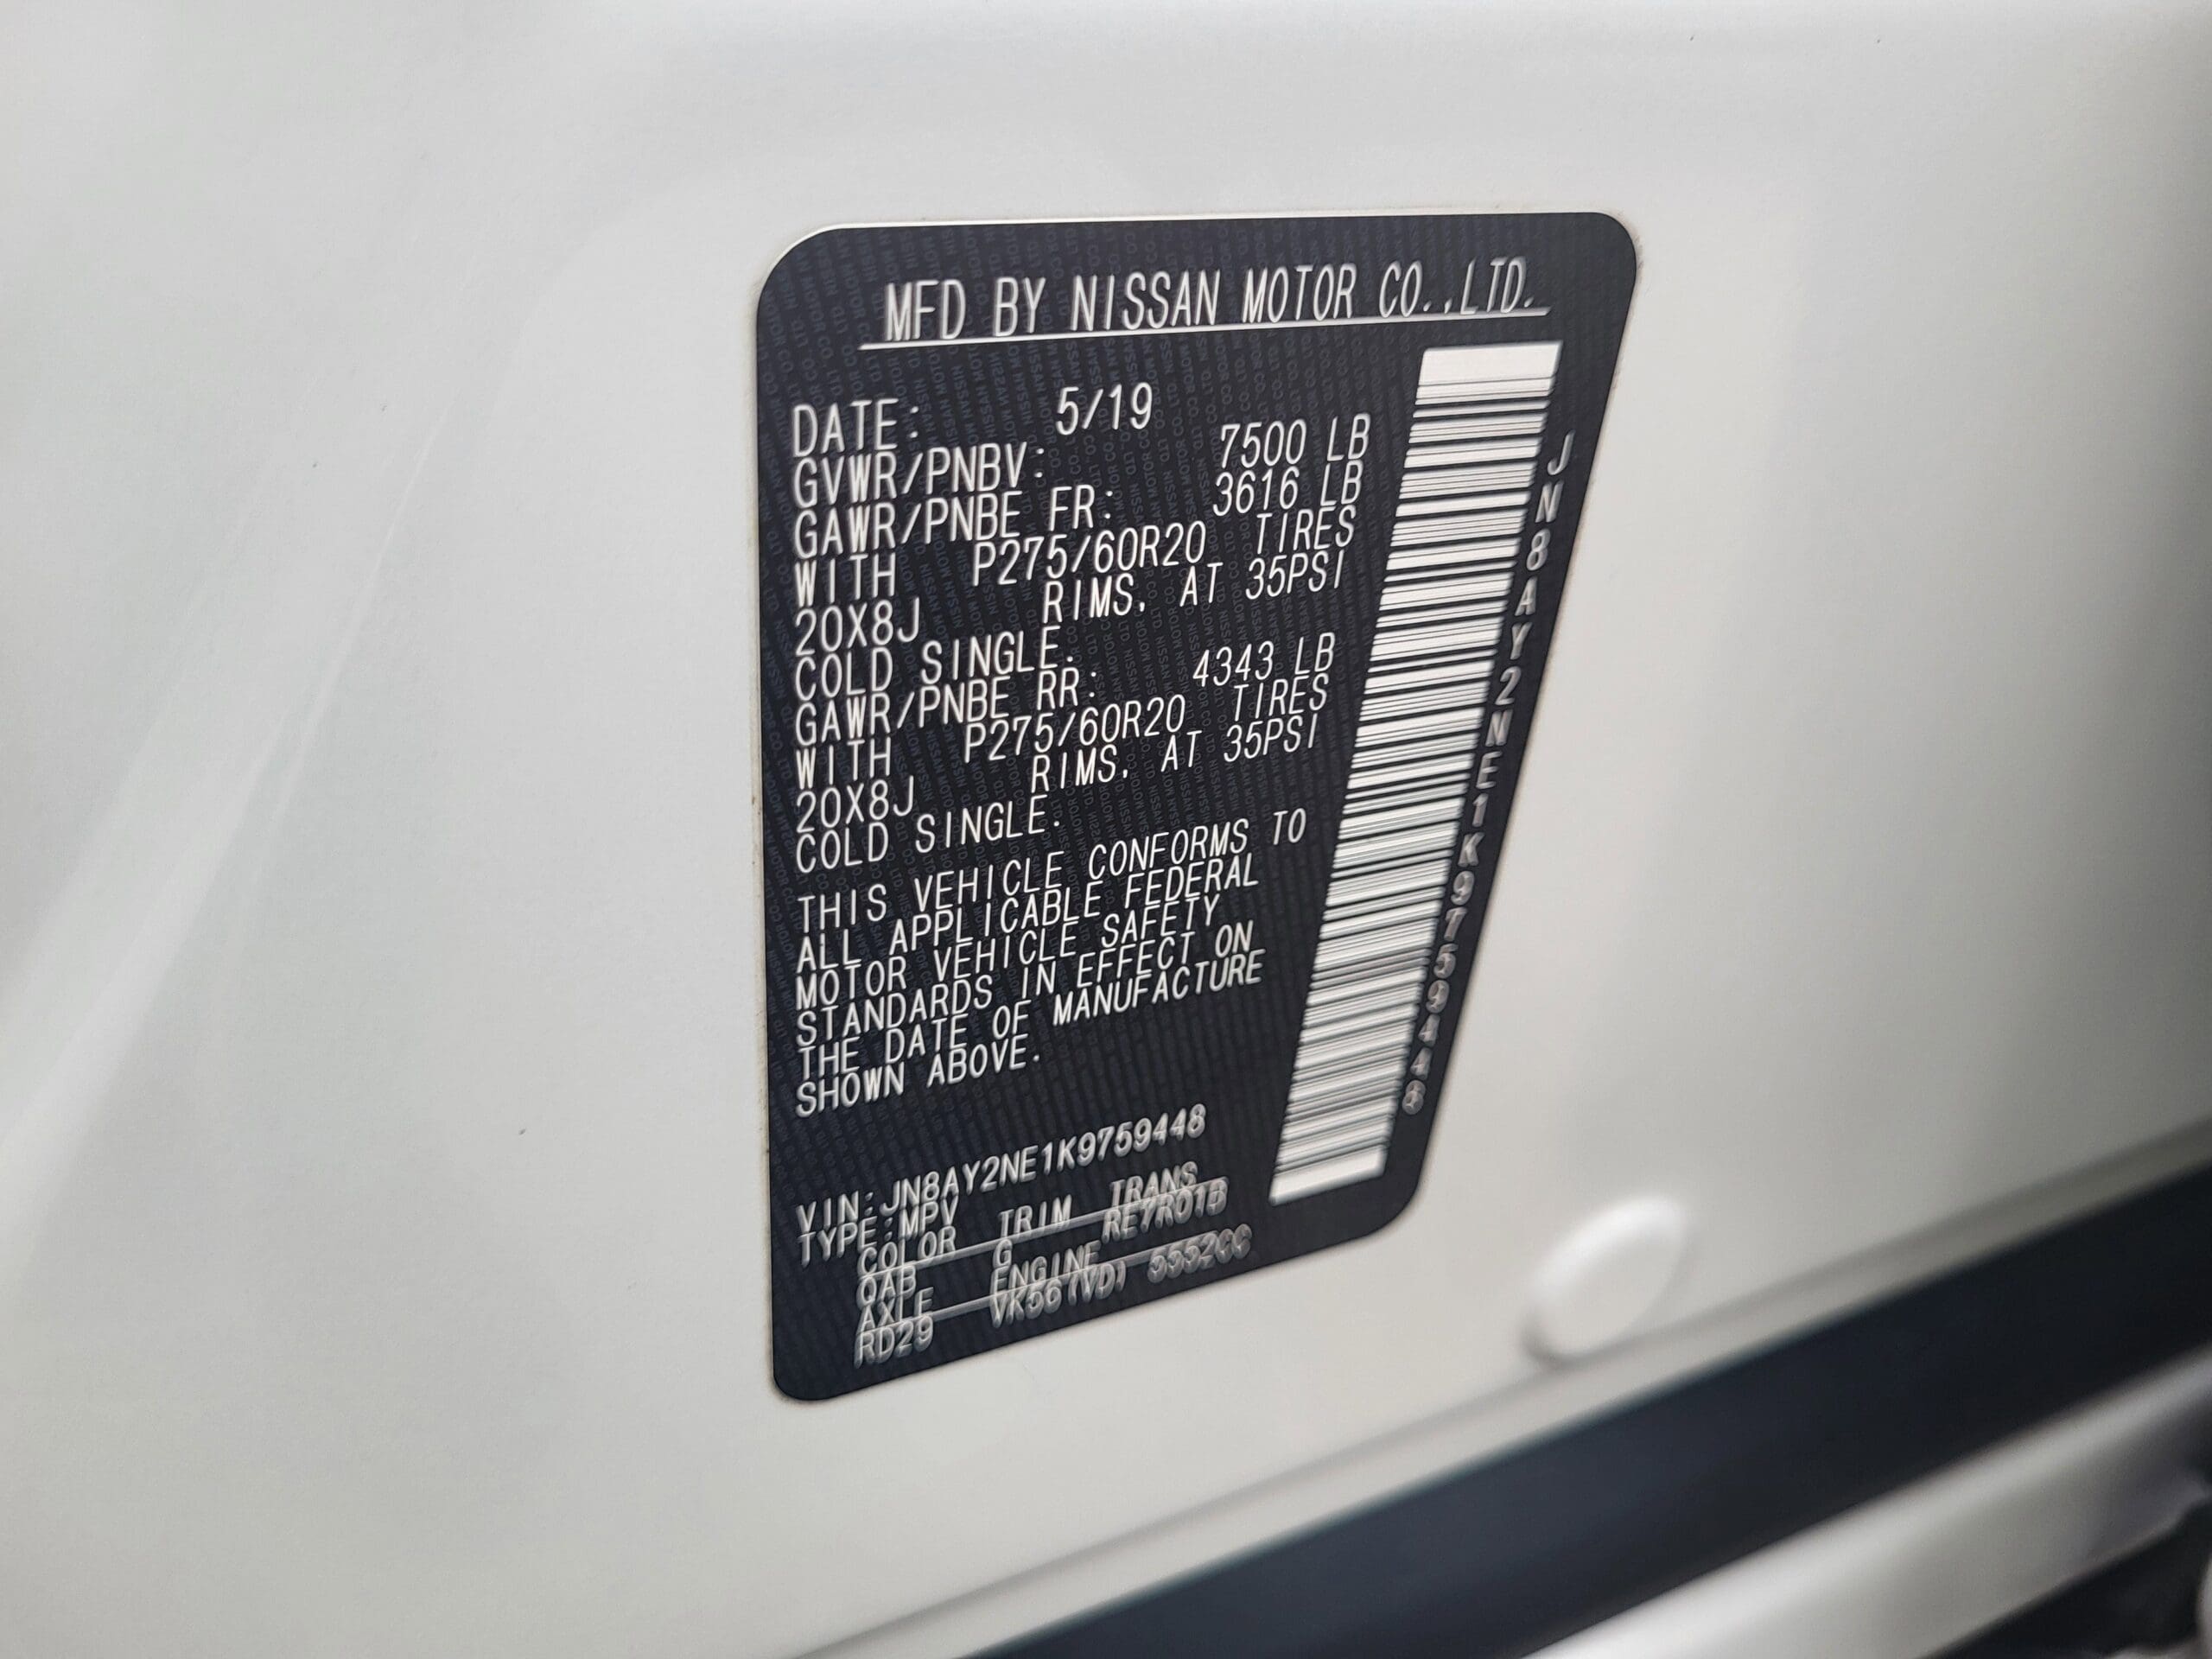 MFD BY NISSAN MOTOR CO.,LTD.
DATE: 5/19
GVWR/PNBV: 7500 LB
GAWR/PNBE FR: 3616 LB
WITH P275/60R20 TIRES
20X8J RIMS, AT 35PSI
COLD SINGLE.
GAWR/PNBE RR: 4343 LB
WITH P275/60R20 TIRES
20X8J RIMS, AT 35PSI
COLD SINGLE.
THIS VEHICLE CONFORMS TO
ALL APPLICABLE FEDERAL
MOTOR VEHICLE SAFETY
STANDARDS IN EFFECT ON
THE DATE OF MANUFACTURE
SHOWN ABOVE.
VIN:JN8AY2NE1K9759448
TYPE:MPV
COLOR TRIM TRANS
QAB G RE7R01B
AXLE ENGINE
RD29 VK56(VD) 5552CC
JN8AY2NE1K9759448